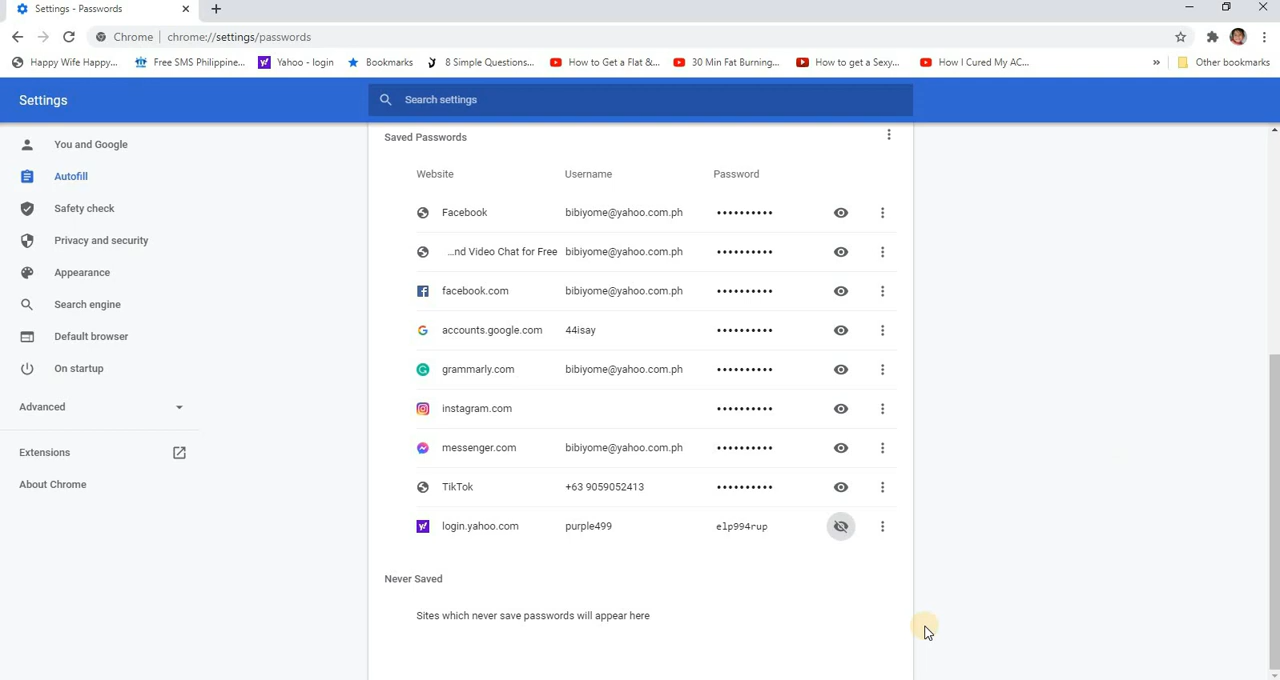 Settings - Passwords
Chrome | chrome://settings/passwords
Happy Wife Happy... Free SMS Philippine... Yahoo - login Bookmarks 8 Simple Questions... How to Get a Flat &... 30 Min Fat Burning... How to get a Sexy... How I Cured My AC... » Other bookmarks
Settings
Search settings
You and Google
Autofill
Safety check
Privacy and security
Appearance
Search engine
Default browser
On startup
Advanced
Extensions
About Chrome
Saved Passwords
Website Username Password
Facebook bibiyome@yahoo.com.ph ••••••••••
...nd Video Chat for Free bibiyome@yahoo.com.ph ••••••••••
facebook.com bibiyome@yahoo.com.ph ••••••••••
accounts.google.com 44isay ••••••••••
grammarly.com bibiyome@yahoo.com.ph ••••••••••
instagram.com ••••••••••
messenger.com bibiyome@yahoo.com.ph ••••••••••
TikTok +63 9059052413 ••••••••••
login.yahoo.com purple499 elp994rup
Never Saved
Sites which never save passwords will appear here